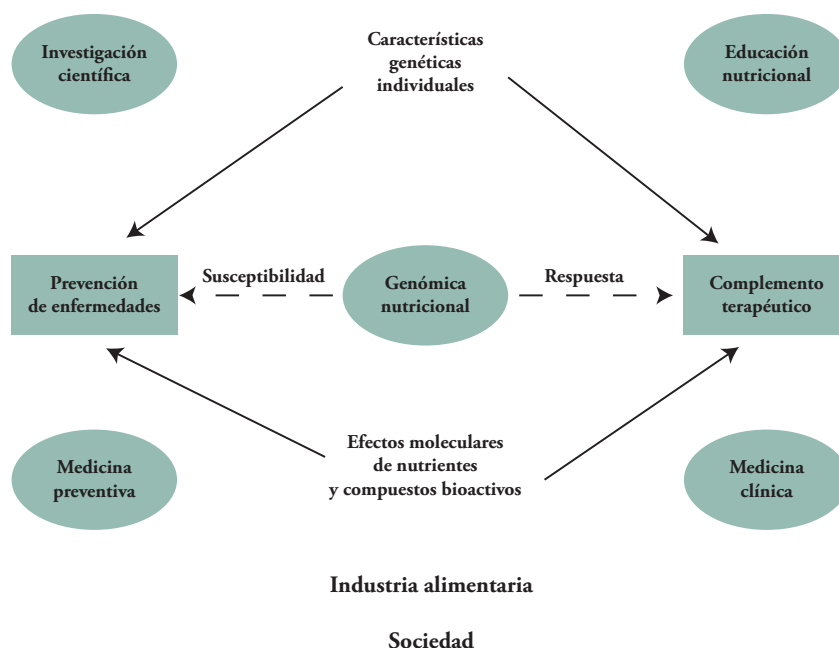 Investigación
científica
Características
genéticas
individuales
Educación
nutricional
Prevención
de enfermedades
Susceptibilidad
Genómica
nutricional
Respuesta
Complemento
terapéutico
Medicina
preventiva
Efectos moleculares
de nutrientes
y compuestos bioactivos
Medicina
clínica
Industria alimentaria
Sociedad